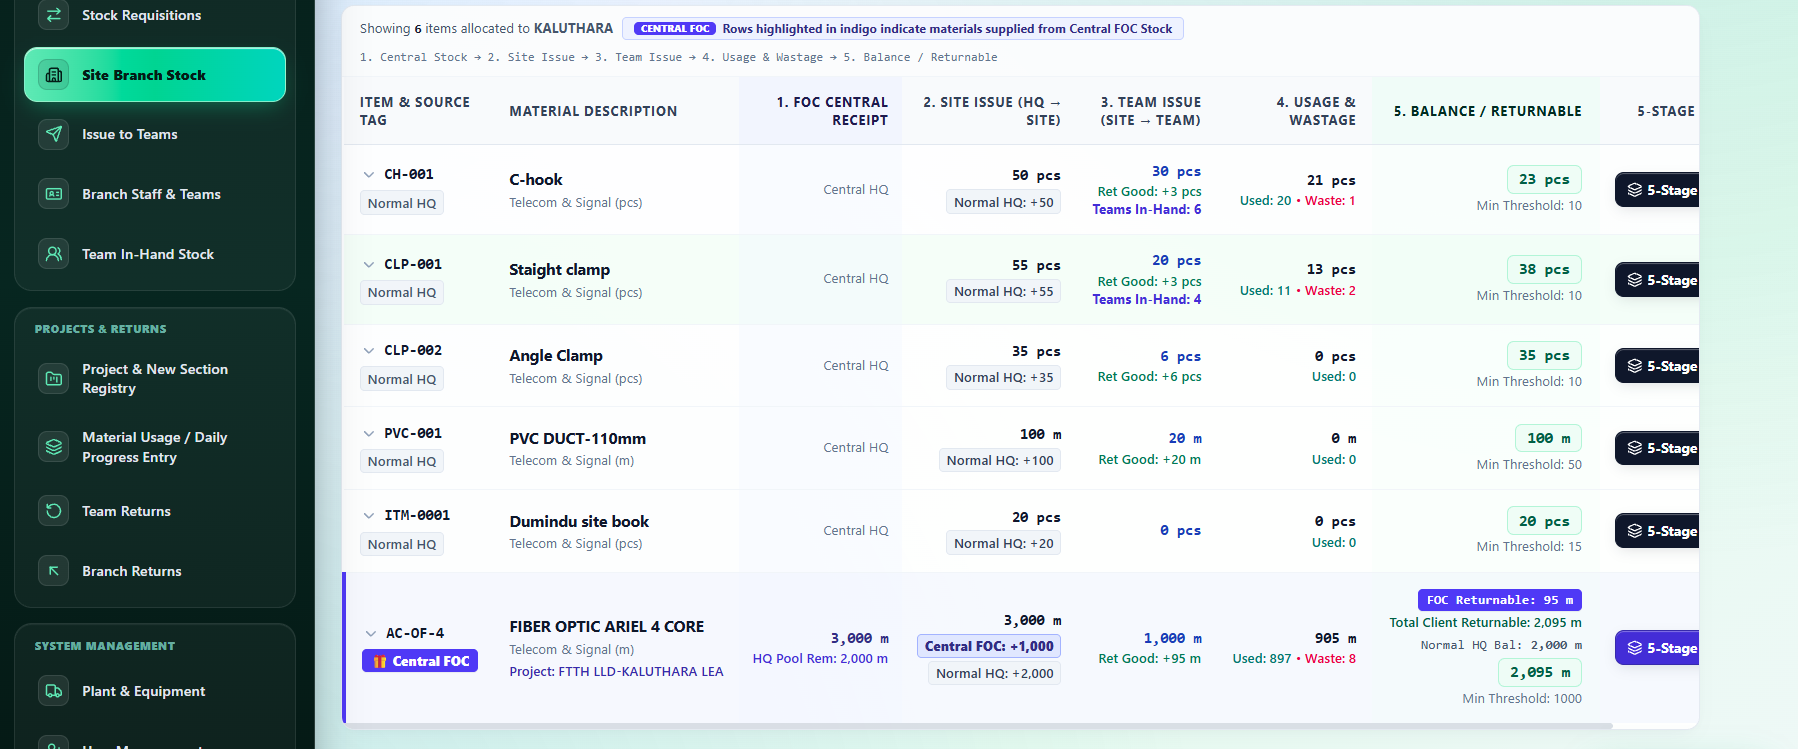 Stock Requisitions
Site Branch Stock
Issue to Teams
Branch Staff & Teams
Team In-Hand Stock
PROJECTS & RETURNS
Project & New Section
Registry
Material Usage / Daily
Progress Entry
Team Returns
Branch Returns
SYSTEM MANAGEMENT
Plant & Equipment
Showing 6 items allocated to KALUTHARA CENTRAL FOC Rows highlighted in indigo indicate materials supplied from Central FOC Stock
1. Central Stock → 2. Site Issue → 3. Team Issue → 4. Usage & Wastage → 5. Balance / Returnable
ITEM & SOURCE
TAG
MATERIAL DESCRIPTION
1. FOC CENTRAL
RECEIPT
2. SITE ISSUE (HQ →
SITE)
3. TEAM ISSUE
(SITE → TEAM)
4. USAGE &
WASTAGE
5. BALANCE / RETURNABLE
5-STAGE
CH-001
Normal HQ
C-hook
Telecom & Signal (pcs)
Central HQ
50 pcs
Normal HQ: +50
30 pcs
Ret Good: +3 pcs
Teams In-Hand: 6
21 pcs
Used: 20 • Waste: 1
23 pcs
Min Threshold: 10
5-Stage
CLP-001
Normal HQ
Staight clamp
Telecom & Signal (pcs)
Central HQ
55 pcs
Normal HQ: +55
20 pcs
Ret Good: +3 pcs
Teams In-Hand: 4
13 pcs
Used: 11 • Waste: 2
38 pcs
Min Threshold: 10
5-Stage
CLP-002
Normal HQ
Angle Clamp
Telecom & Signal (pcs)
Central HQ
35 pcs
Normal HQ: +35
6 pcs
Ret Good: +6 pcs
0 pcs
Used: 0
35 pcs
Min Threshold: 10
5-Stage
PVC-001
Normal HQ
PVC DUCT-110mm
Telecom & Signal (m)
Central HQ
100 m
Normal HQ: +100
20 m
Ret Good: +20 m
0 m
Used: 0
100 m
Min Threshold: 50
5-Stage
ITM-0001
Normal HQ
Dumindu site book
Telecom & Signal (pcs)
Central HQ
20 pcs
Normal HQ: +20
0 pcs
0 pcs
Used: 0
20 pcs
Min Threshold: 15
5-Stage
AC-OF-4
Central FOC
FIBER OPTIC ARIEL 4 CORE
Telecom & Signal (m)
Project: FTTH LLD-KALUTHARA LEA
3,000 m
HQ Pool Rem: 2,000 m
3,000 m
Central FOC: +1,000
Normal HQ: +2,000
1,000 m
Ret Good: +95 m
905 m
Used: 897 • Waste: 8
FOC Returnable: 95 m
Total Client Returnable: 2,095 m
Normal HQ Bal: 2,000 m
2,095 m
Min Threshold: 1000
5-Stage